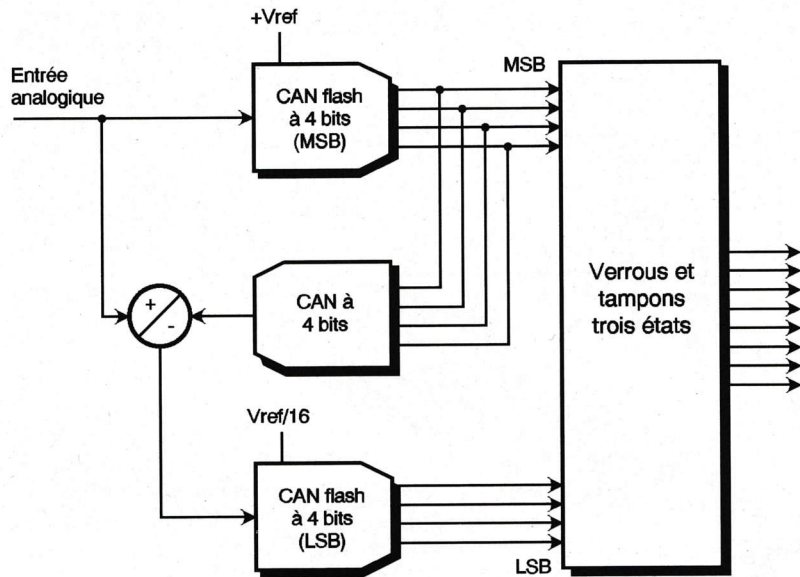 +Vref
Entrée
analogique
CAN flash
à 4 bits
(MSB)
MSB
CAN à
4 bits
+
-
Verrous et
tampons
trois états
Vref/16
CAN flash
à 4 bits
(LSB)
LSB